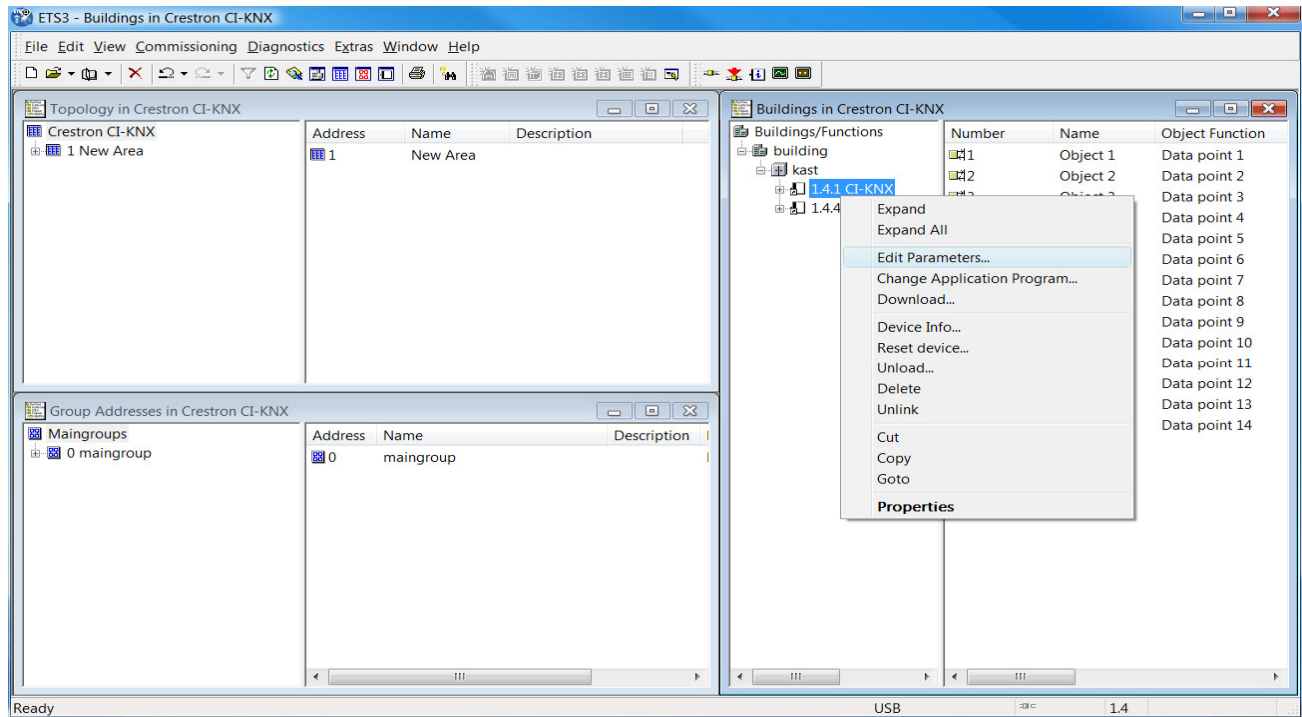 ETS3 - Buildings in Crestron CI-KNX
File Edit View Commissioning Diagnostics Extras Window Help
Topology in Crestron CI-KNX
Crestron CI-KNX
1 New Area
Address Name Description
1 New Area
Group Addresses in Crestron CI-KNX
Maingroups
0 maingroup
Address Name Description
0 maingroup
Buildings in Crestron CI-KNX
Buildings/Functions
building
kast
1.4.1 CI-KNX
1.4.4
Number Name Object Function
1 Object 1 Data point 1
2 Object 2 Data point 2
Data point 3
Data point 4
Data point 5
Data point 6
Data point 7
Data point 8
Data point 9
Data point 10
Data point 11
Data point 12
Data point 13
Data point 14
Expand
Expand All
Edit Parameters...
Change Application Program...
Download...
Device Info...
Reset device...
Unload...
Delete
Unlink
Cut
Copy
Goto
Properties
Ready USB 1.4